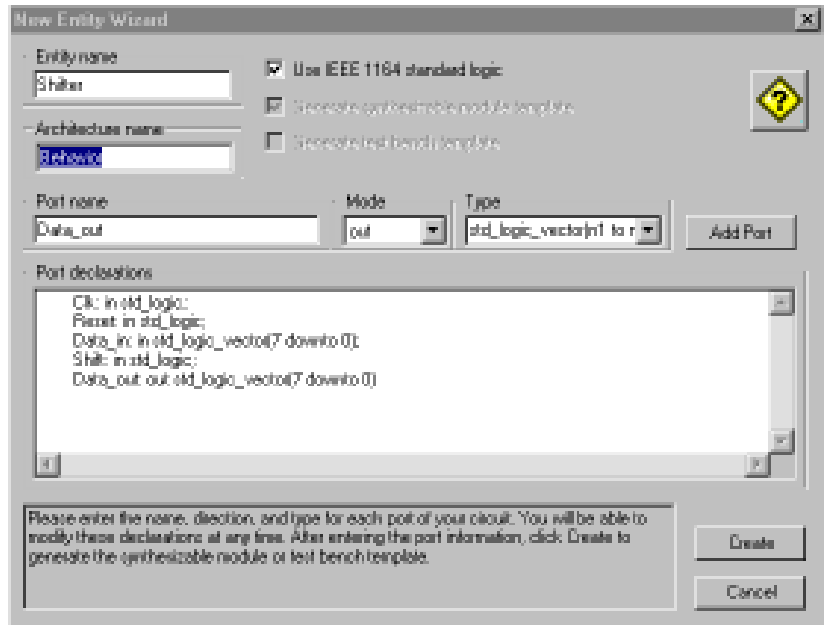 New Entity Wizard
Entity name
Shifter
Use IEEE 1164 standard logic
Generate synthesizable module template
Architecture name
Generate test bench template
Behavior
Port name
Mode
Type
Data_out
out
std_logic_vector(n1 to
Add Port
Port declarations
Clk: in std_logic;
Reset: in std_logic;
Data_in: in std_logic_vector(7 downto 0);
Shift: in std_logic;
Data_out: out std_logic_vector(7 downto 0)
Please enter the name, direction, and type for each port of your circuit. You will be able to
modify these declarations at any time. After entering the port information, click Create to
generate the synthesizable module or test bench template.
Create
Cancel